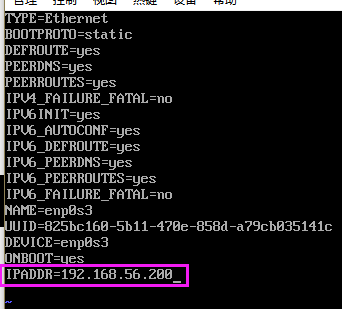 管理 控制 视图 热键 设备 帮助
TYPE=Ethernet
BOOTPROTO=static
DEFROUTE=yes
PEERDNS=yes
PEERROUTES=yes
IPV4_FAILURE_FATAL=no
IPV6INIT=yes
IPV6_AUTOCONF=yes
IPV6_DEFROUTE=yes
IPV6_PEERDNS=yes
IPV6_PEERROUTES=yes
IPV6_FAILURE_FATAL=no
NAME=enp0s3
UUID=825bc160-5b11-470e-858d-a79cb035141c
DEVICE=enp0s3
ONBOOT=yes
IPADDR=192.168.56.200_
~